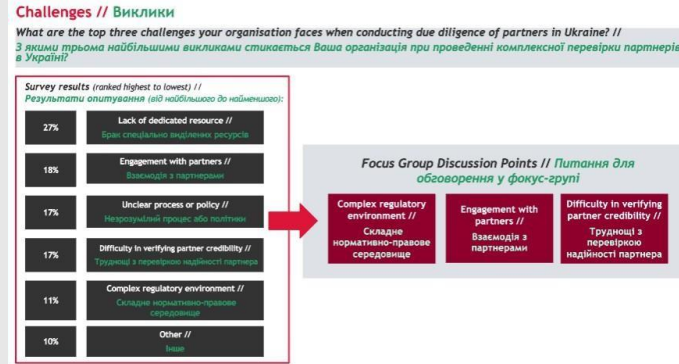 Challenges // Виклики
What are the top three challenges your organisation faces when conducting due diligence of partners in Ukraine? //
З якими трьома найбільшими викликами стикається Ваша організація при проведенні комплексної перевірки партнерів
в Україні?
Survey results (ranked highest to lowest) //
Результати опитування (від найбільшого до найменшого):
27%
Lack of dedicated resource //
Брак спеціально виділених ресурсів
18%
Engagement with partners //
Взаємодія з партнерами
17%
Unclear process or policy //
Незрозумілий процес або політики
17%
Difficulty in verifying partner credibility //
Труднощі з перевіркою надійності партнера
11%
Complex regulatory environment //
Складне нормативно-правове
середовище
10%
Other //
Інше
Focus Group Discussion Points // Питання для
обговорення у фокус-групі
Complex regulatory
environment //
Складне
нормативно-правове
середовище
Engagement with
partners //
Взаємодія з
партнерами
Difficulty in verifying
partner credibility //
Труднощі з
перевіркою
надійності партнера